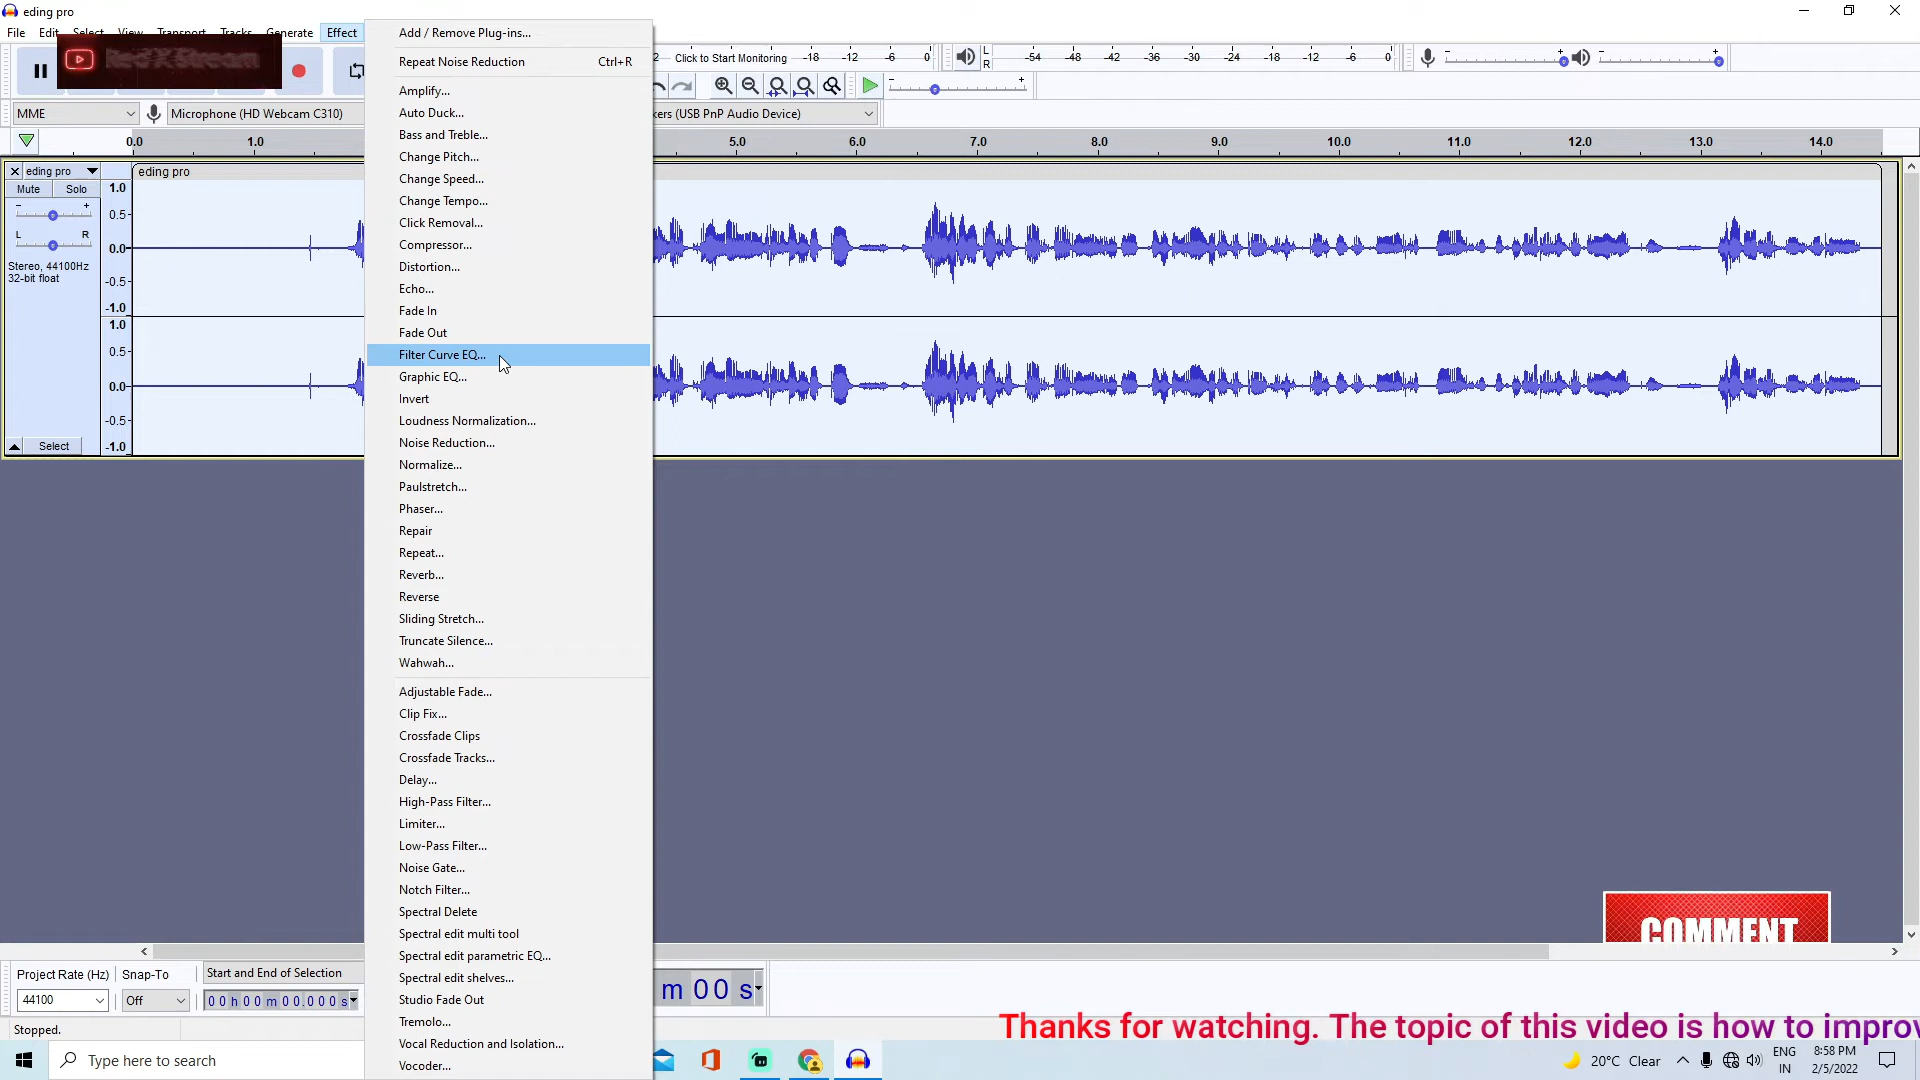 eding pro
File Edit Select View Transport Tracks Generate Effect
Red X Stream
Add / Remove Plug-ins...
Repeat Noise Reduction Ctrl+R
Amplify...
Auto Duck...
Bass and Treble...
Change Pitch...
Change Speed...
Change Tempo...
Click Removal...
Compressor...
Distortion...
Echo...
Fade In
Fade Out
Filter Curve EQ...
Graphic EQ...
Invert
Loudness Normalization...
Noise Reduction...
Normalize...
Paulstretch...
Phaser...
Repair
Repeat...
Reverb...
Reverse
Sliding Stretch...
Truncate Silence...
Wahwah...
Adjustable Fade...
Clip Fix...
Crossfade Clips
Crossfade Tracks...
Delay...
High-Pass Filter...
Limiter...
Low-Pass Filter...
Noise Gate...
Notch Filter...
Spectral Delete
Spectral edit multi tool
Spectral edit parametric EQ...
Spectral edit shelves...
Studio Fade Out
Tremolo...
Vocal Reduction and Isolation...
Vocoder...
2 Click to Start Monitoring -18 -12 -6 0
L
R
-54 -48 -42 -36 -30 -24 -18 -12 -6 0
MME
Microphone (HD Webcam C310)
kers (USB PnP Audio Device)
0.0 1.0 5.0 6.0 7.0 8.0 9.0 10.0 11.0 12.0 13.0 14.0
eding pro
eding pro
Mute Solo
- +
L R
Stereo, 44100Hz
32-bit float
Select
1.0
0.5
0.0
-0.5
-1.0
1.0
0.5
0.0
-0.5
-1.0
COMMENT
Project Rate (Hz) Snap-To
Start and End of Selection
44100 Off
00 h 00 m 00.000 s
m 00 s
Stopped.
Thanks for watching. The topic of this video is how to improv
Type here to search
20°C Clear
ENG
IN
8:58 PM
2/5/2022